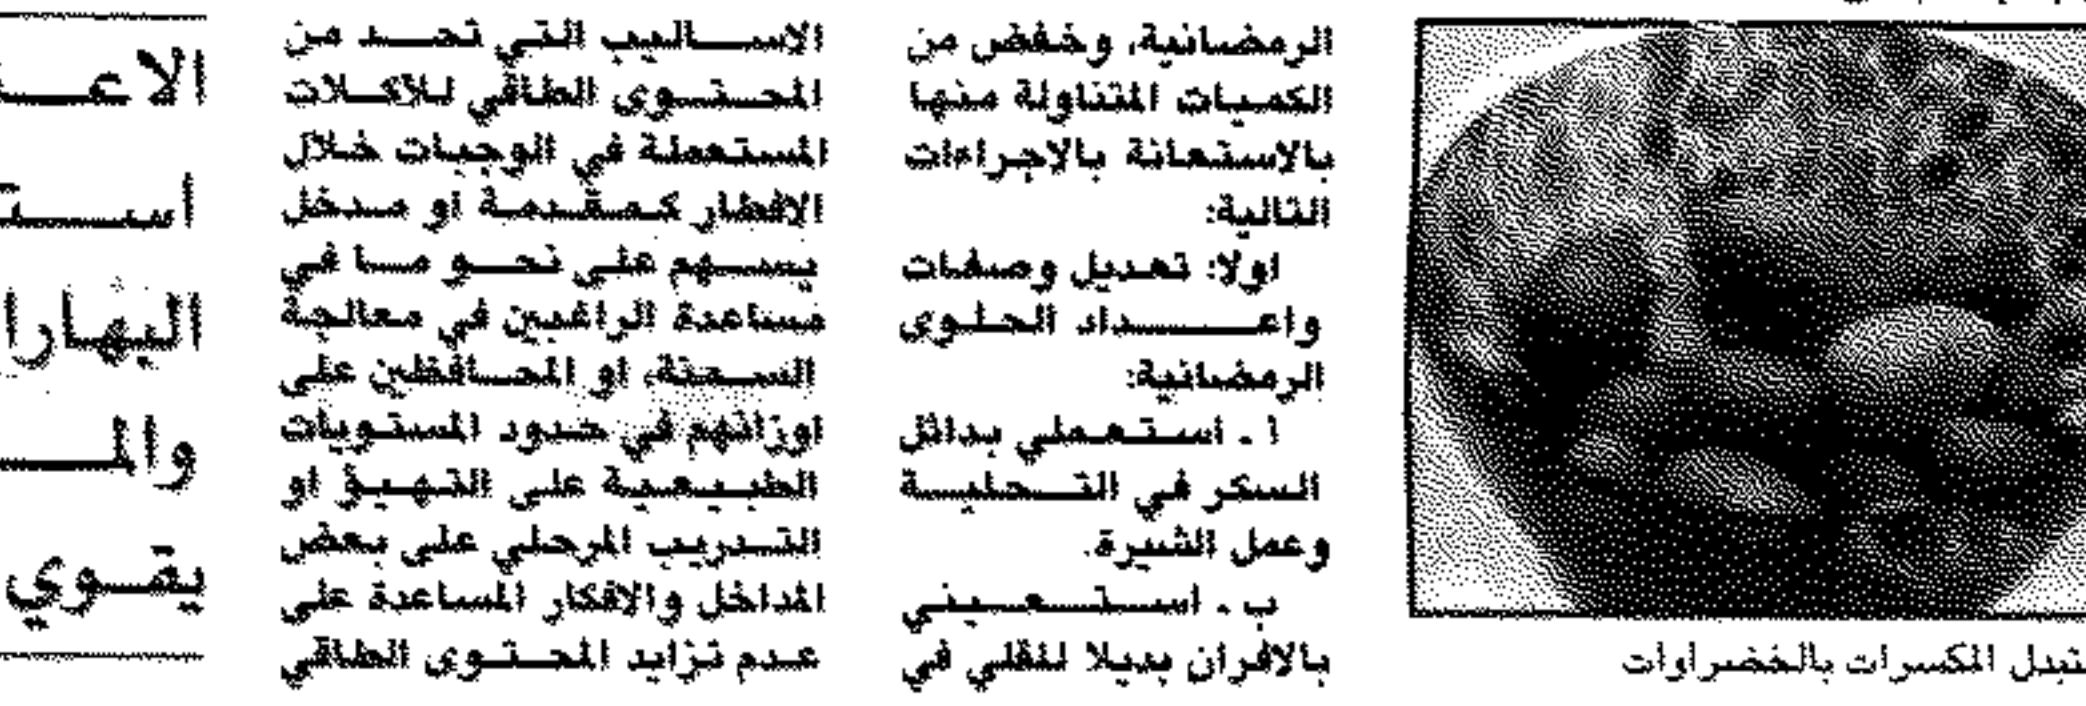 ـتبدل المكسرات بالخضراوات
الرمضانية، وخفض من
الكميات المتناولة منها
بالاستعانة بالاجراءات
التالية:
اولا: تعديل وصفات
واعداد الحلوى
الرمضانية:
ا ـ استعملي بدائل
السكر في التحلية
وعمل الشيرة.
ب ـ استعيني
بالافران بديلا للقلي في
الاساليب التي تحد من
المحتوى الطاقي للاكلات
المستعملة في الوجبات خلال
الافطار كمقدمة او مدخل
يسهم على نحو ما في
مساعدة الراغبين في معالجة
السمنة، او المحافظين على
اوزانهم في حدود المستويات
الطبيعية على التهيؤ او
التدريب المرحلي على بعض
المداخل والافكار المساعدة على
عدم تزايد المحتوى الطاقي
الاعـ
استـ
البهارا
والمـ
يقوي